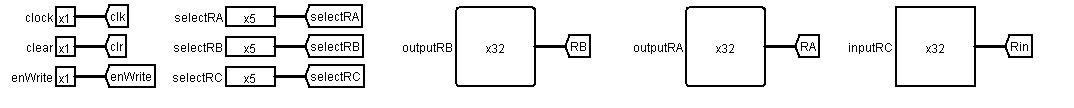 clock x1 clk selectRA x5 selectRA
clear x1 clr selectRB x5 selectRB outputRB x32 RB outputRA x32 RA inputRC x32 Rin
enWrite x1 enWrite selectRC x5 selectRC